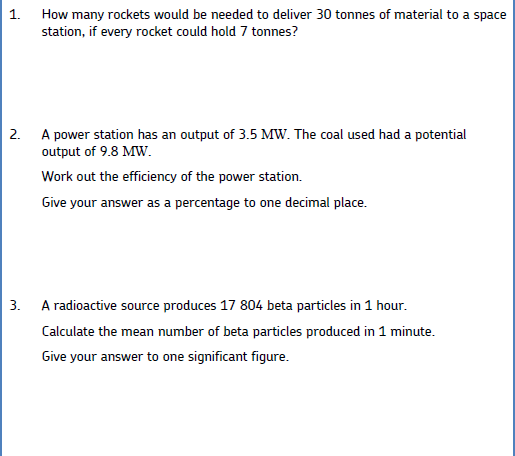 1. How many rockets would be needed to deliver 30 tonnes of material to a space
station, if every rocket could hold 7 tonnes?
2. A power station has an output of 3.5 MW. The coal used had a potential
output of 9.8 MW.
Work out the efficiency of the power station.
Give your answer as a percentage to one decimal place.
3. A radioactive source produces 17 804 beta particles in 1 hour.
Calculate the mean number of beta particles produced in 1 minute.
Give your answer to one significant figure.